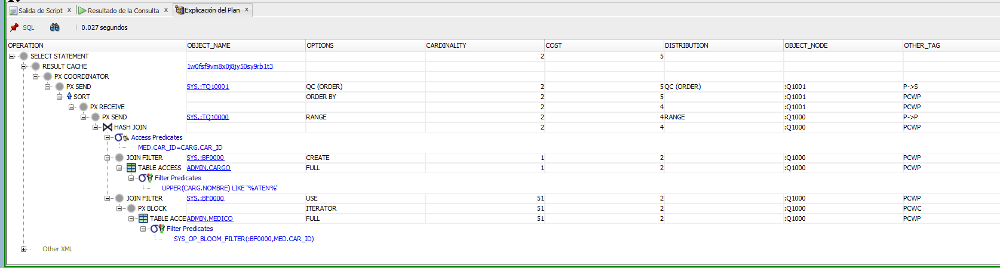 Salida de Script x Resultado de la Consulta x Explicación del Plan x
SQL 0.027 segundos
OPERATION OBJECT_NAME OPTIONS CARDINALITY COST DISTRIBUTION OBJECT_NODE OTHER_TAG
SELECT STATEMENT 2 5
RESULT CACHE 1w0fsf9vm8x0j8jv50sv9rb1t3
PX COORDINATOR
PX SEND SYS.:TQ10001 QC (ORDER) 2 5 QC (ORDER) :Q1001 P->S
SORT ORDER BY 2 5 :Q1001 PCWP
PX RECEIVE 2 4 :Q1001 PCWP
PX SEND SYS.:TQ10000 RANGE 2 4 RANGE :Q1000 P->P
HASH JOIN 2 4 :Q1000 PCWP
Access Predicates
MED.CAR_ID=CARG.CAR_ID
JOIN FILTER SYS.:BF0000 CREATE 1 2 :Q1000 PCWP
TABLE ACCESS ADMIN.CARGO FULL 1 2 :Q1000 PCWP
Filter Predicates
UPPER(CARG.NOMBRE) LIKE '%ATEN%'
JOIN FILTER SYS.:BF0000 USE 51 2 :Q1000 PCWP
PX BLOCK ITERATOR 51 2 :Q1000 PCWC
TABLE ACCE ADMIN.MEDICO FULL 51 2 :Q1000 PCWP
Filter Predicates
SYS_OP_BLOOM_FILTER(:BF0000,MED.CAR_ID)
Other XML